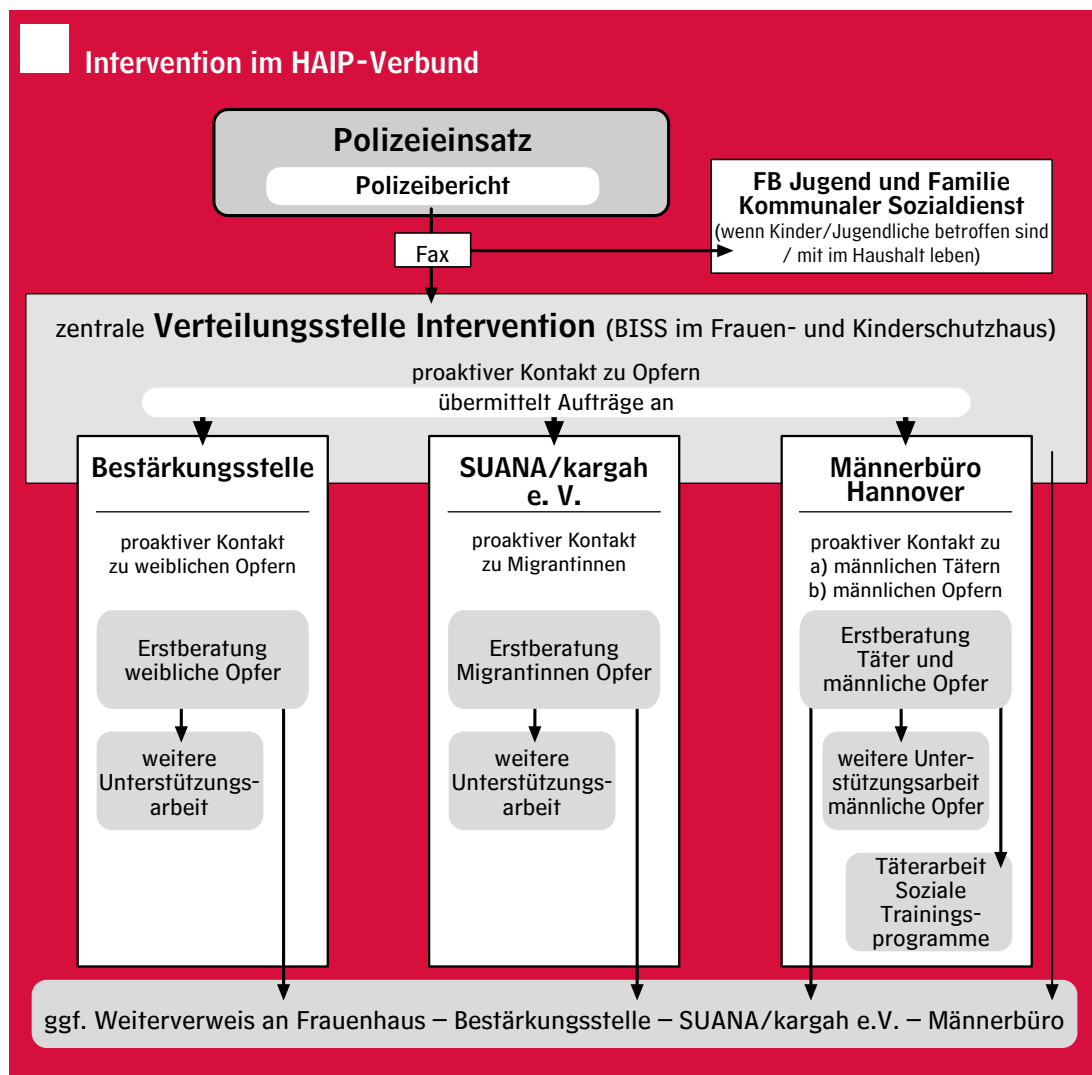 Intervention im HAIP-Verbund
Polizeieinsatz
Polizeibericht
FB Jugend und Familie
Kommunaler Sozialdienst
(wenn Kinder/Jugendliche betroffen sind
/ mit im Haushalt leben)
Fax
zentrale Verteilungsstelle Intervention (BISS im Frauen- und Kinderschutzhaus)
proaktiver Kontakt zu Opfern
übermittelt Aufträge an
Bestärkungsstelle
proaktiver Kontakt
zu weiblichen Opfern
Erstberatung
weibliche Opfer
weitere
Unterstützungs-
arbeit
SUANA/kargah
e. V.
proaktiver Kontakt
zu Migrantinnen
Erstberatung
Migrantinnen Opfer
weitere
Unterstützungs-
arbeit
Männerbüro
Hannover
proaktiver Kontakt zu
a) männlichen Tätern
b) männlichen Opfern
Erstberatung
Täter und
männliche Opfer
weitere Unter-
stützungsarbeit
männliche Opfer
Täterarbeit
Soziale
Trainings-
programme
ggf. Weiterverweis an Frauenhaus – Bestärkungsstelle – SUANA/kargah e.V. – Männerbüro